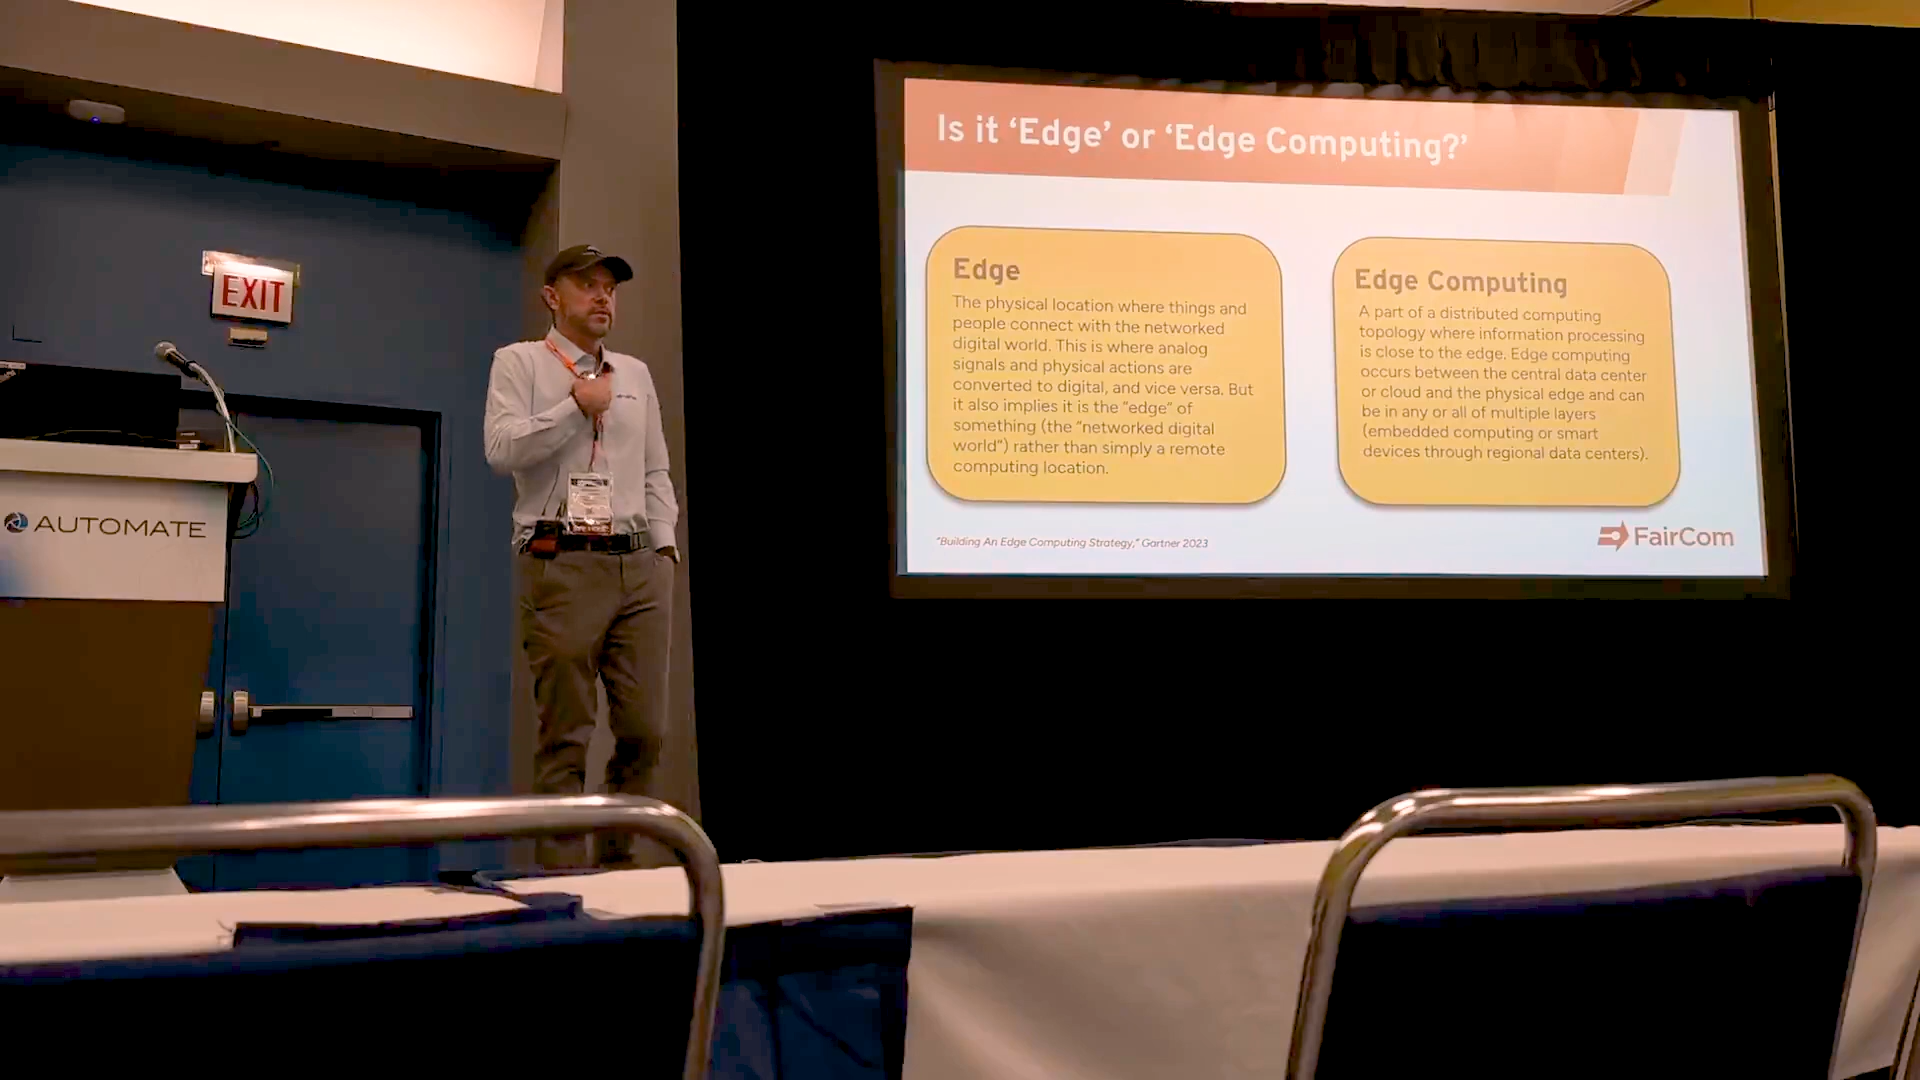 Is it ‘Edge’ or ‘Edge Computing?’
Edge
The physical location where things and
people connect with the networked
digital world. This is where analog
signals and physical actions are
converted to digital, and vice versa. But
it also implies it is the “edge” of
something (the “networked digital
world”) rather than simply a remote
computing location.
Edge Computing
A part of a distributed computing
topology where information processing
is close to the edge. Edge computing
occurs between the central data center
or cloud and the physical edge and can
be in any or all of multiple layers
(embedded computing or smart
devices through regional data centers).
“Building An Edge Computing Strategy,” Gartner 2023
FairCom
EXIT
AUTOMATE